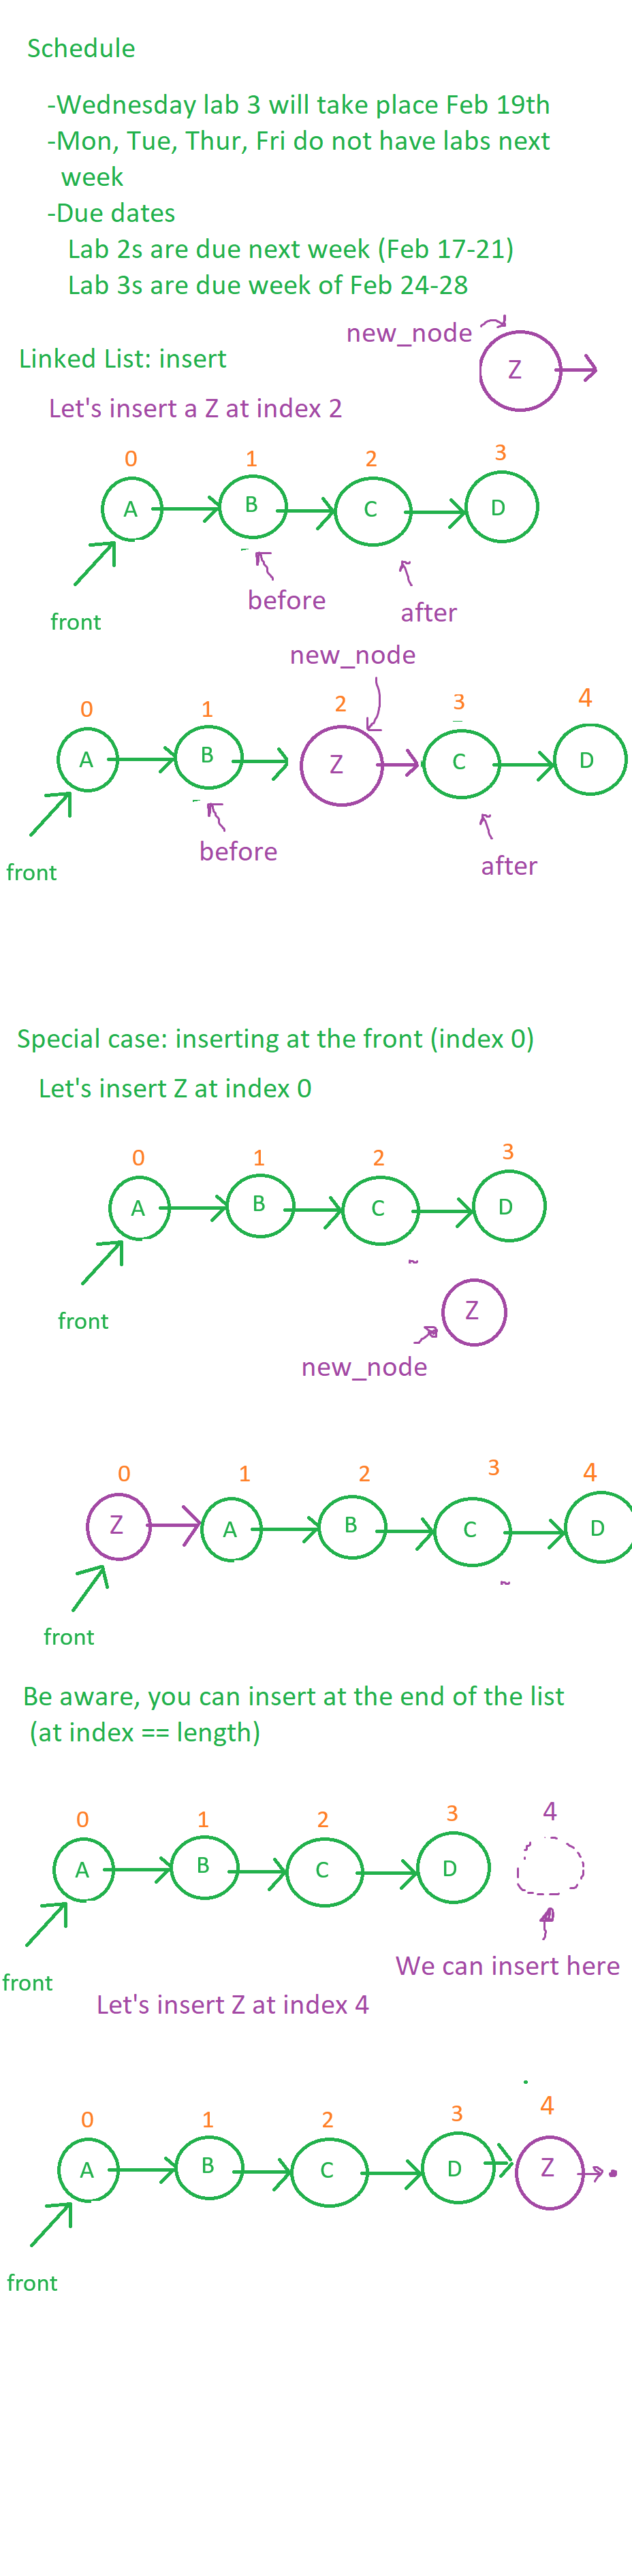 Schedule
-Wednesday lab 3 will take place Feb 19th
-Mon, Tue, Thur, Fri do not have labs next
week
-Due dates
Lab 2s are due next week (Feb 17-21)
Lab 3s are due week of Feb 24-28
new_node
Linked List: insert
Z
Let's insert a Z at index 2
0 1 2 3
A B C D
before
after
front
new_node
0 1 2 3 4
A B Z C D
before
after
front
Special case: inserting at the front (index 0)
Let's insert Z at index 0
0 1 2 3
A B C D
front
Z
new_node
0 1 2 3 4
Z A B C D
front
Be aware, you can insert at the end of the list
(at index == length)
0 1 2 3 4
A B C D
We can insert here
front
Let's insert Z at index 4
0 1 2 3 4
A B C D Z
front